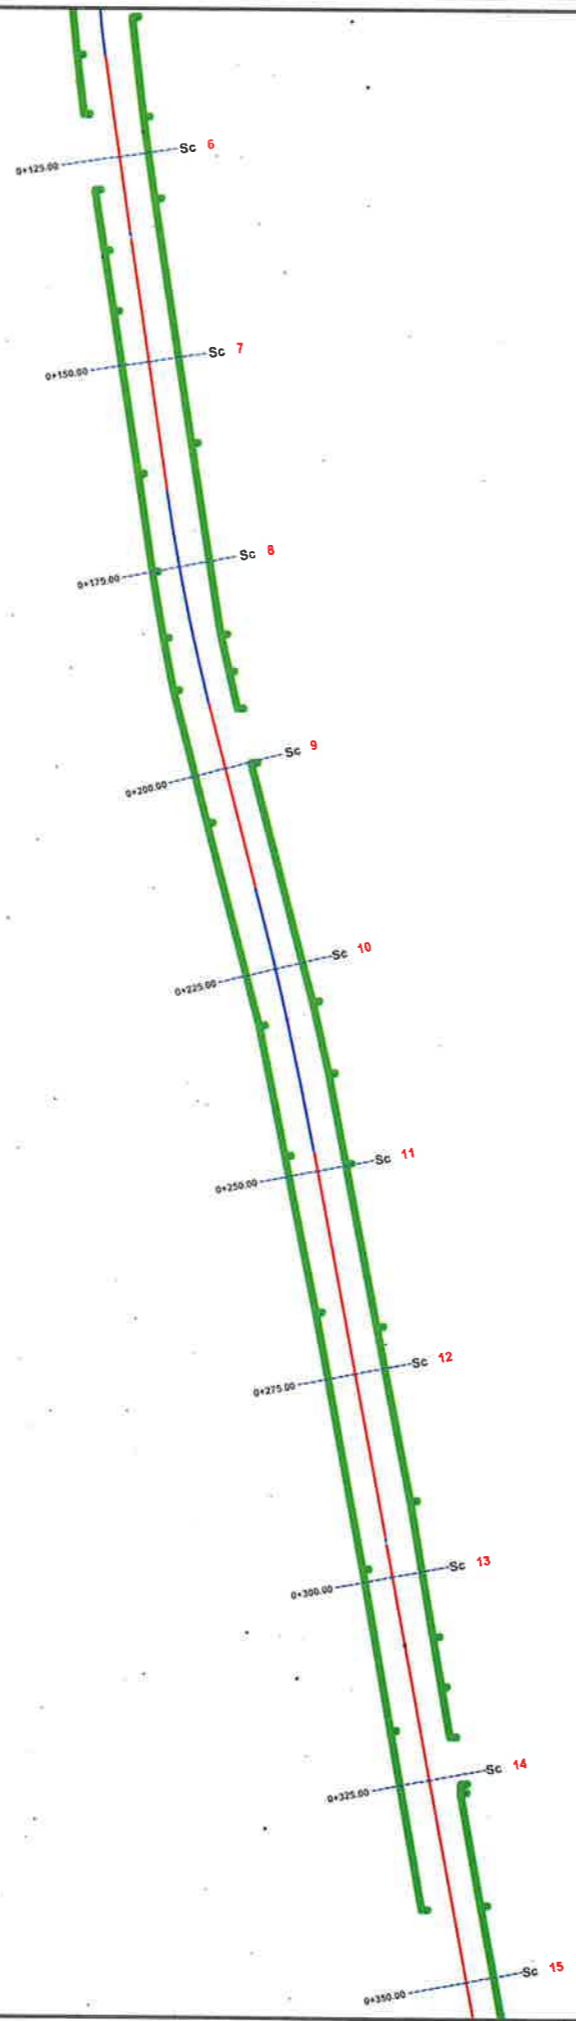 Sc 6
0+125.00
Sc 7
0+150.00
Sc 8
0+175.00
Sc 9
0+200.00
Sc 10
0+225.00
Sc 11
0+250.00
Sc 12
0+275.00
Sc 13
0+300.00
Sc 14
0+325.00
Sc 15
0+350.00